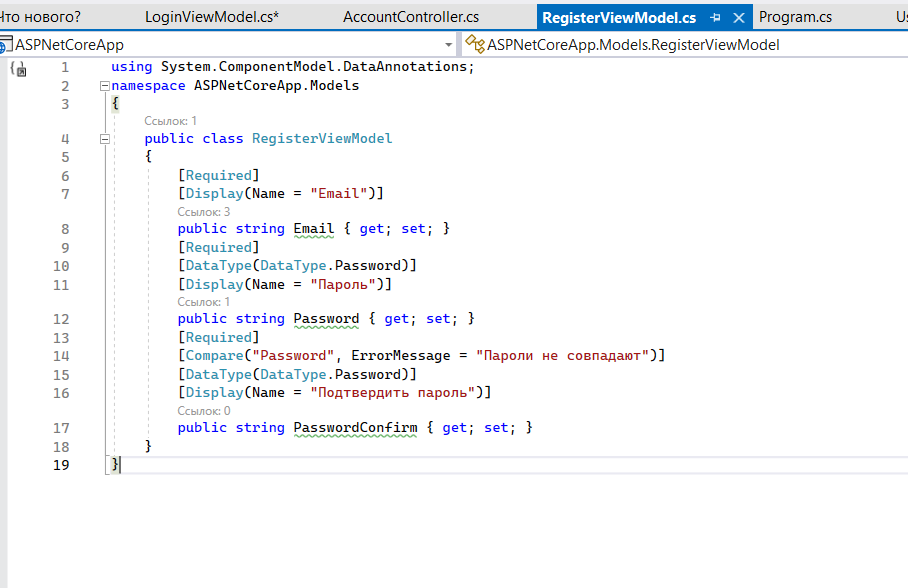 Что нового? LoginViewModel.cs* AccountController.cs RegisterViewModel.cs Program.cs
ASPNetCoreApp ASPNetCoreApp.Models.RegisterViewModel
1 using System.ComponentModel.DataAnnotations;
2 namespace ASPNetCoreApp.Models
3 {
Ссылок: 1
4 public class RegisterViewModel
5 {
6 [Required]
7 [Display(Name = "Email")]
Ссылок: 3
8 public string Email { get; set; }
9 [Required]
10 [DataType(DataType.Password)]
11 [Display(Name = "Пароль")]
Ссылок: 1
12 public string Password { get; set; }
13 [Required]
14 [Compare("Password", ErrorMessage = "Пароли не совпадают")]
15 [DataType(DataType.Password)]
16 [Display(Name = "Подтвердить пароль")]
Ссылок: 0
17 public string PasswordConfirm { get; set; }
18 }
19 }